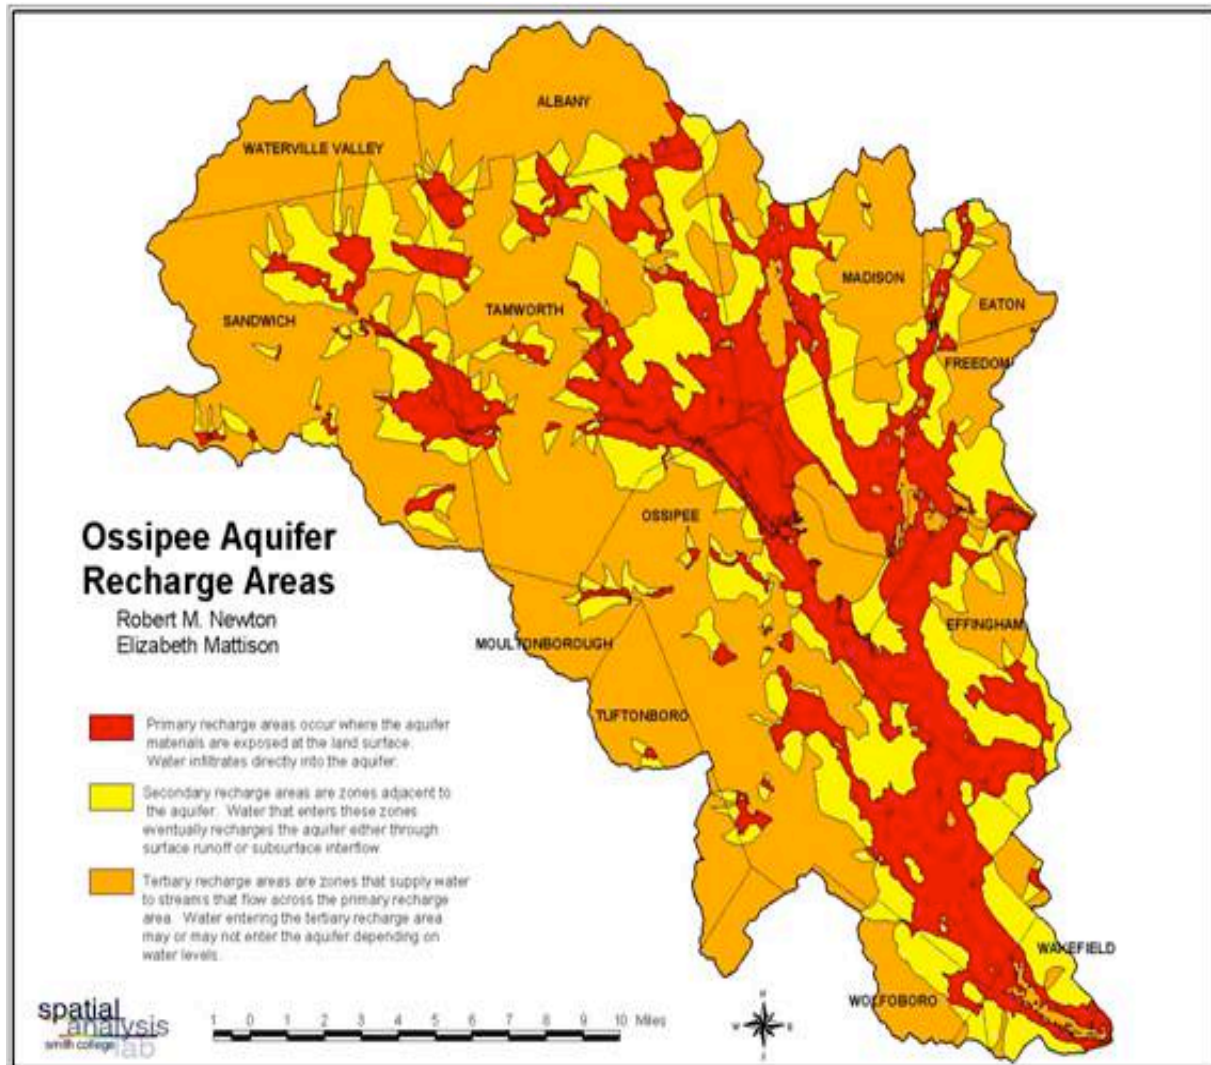 ALBANY
WATERVILLE VALLEY
MADISON
EATON
TAMWORTH
SANDWICH
FREEDOM
OSSIPEE
Ossipee Aquifer
Recharge Areas
Robert M. Newton
Elizabeth Mattison
EFFINGHAM
MOULTONBOROUGH
TUFTONBORO
Primary recharge areas occur where the aquifer
materials are exposed at the land surface.
Water infiltrates directly into the aquifer.
Secondary recharge areas are zones adjacent to
the aquifer. Water that enters these zones
eventually recharges the aquifer either through
surface runoff or subsurface interflow.
Tertiary recharge areas are zones that supply water
to streams that flow across the primary recharge
area. Water entering the tertiary recharge area
may or may not enter the aquifer depending on
water levels.
WAKEFIELD
WOLFOBORO
spatial
analysis
smith college lab
1 0 1 2 3 4 5 6 7 8 9 10 Miles
N
W E
S